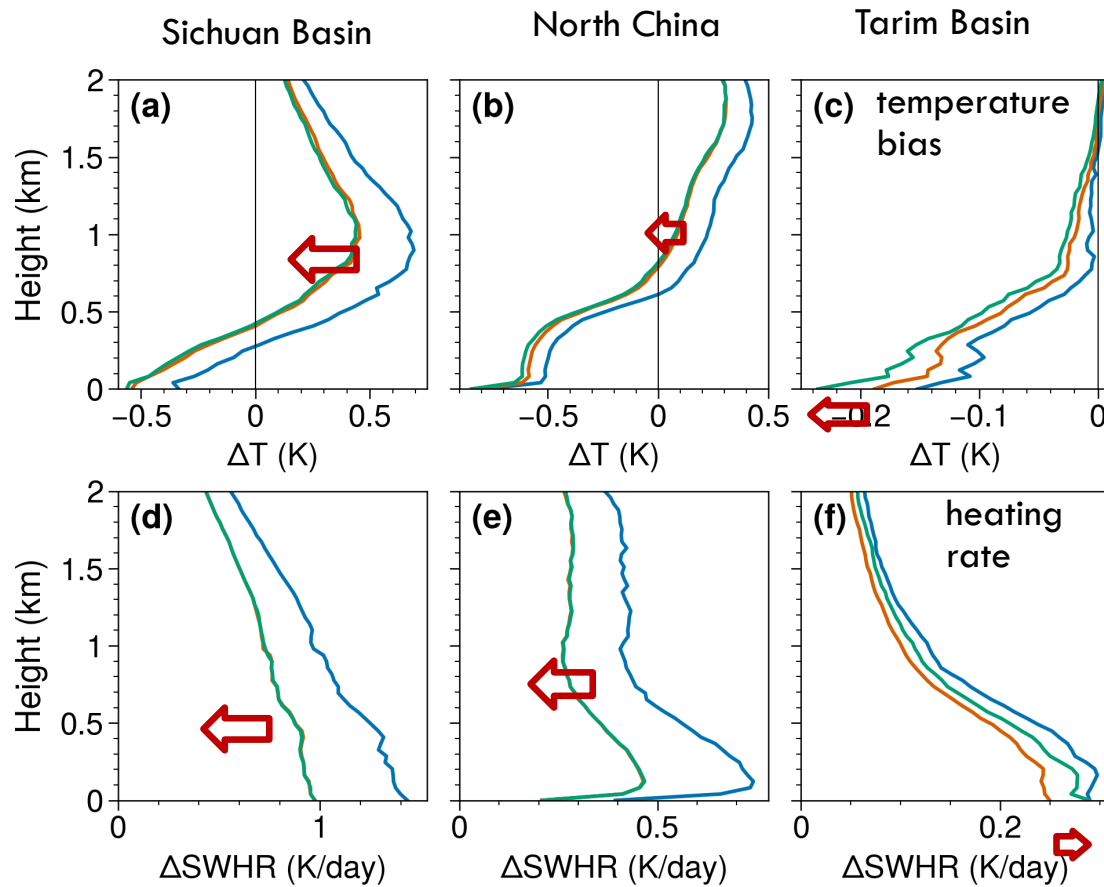 Sichuan Basin
North China
Tarim Basin
(a)
(b)
(c)
temperature
bias
2
1.5
1
0.5
0
Height (km)
−0.5 0 0.5
−0.5 0 0.5
−0.2 −0.1 0
ΔT (K)
ΔT (K)
ΔT (K)
(d)
(e)
(f)
heating
rate
2
1.5
1
0.5
0
Height (km)
0 1
0 0.5
0 0.2
ΔSWHR (K/day)
ΔSWHR (K/day)
ΔSWHR (K/day)